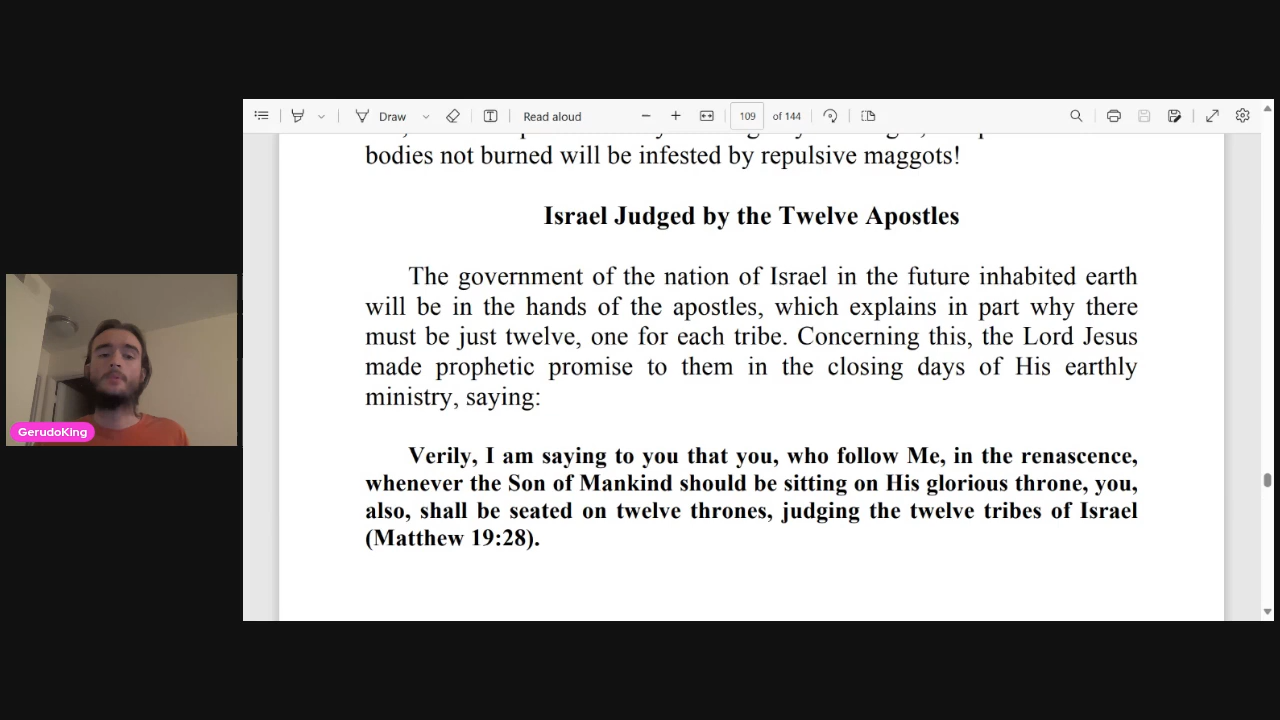 Draw
Read aloud
109 of 144
bodies not burned will be infested by repulsive maggots!
Israel Judged by the Twelve Apostles
The government of the nation of Israel in the future inhabited earth
will be in the hands of the apostles, which explains in part why there
must be just twelve, one for each tribe. Concerning this, the Lord Jesus
made prophetic promise to them in the closing days of His earthly
ministry, saying:
Verily, I am saying to you that you, who follow Me, in the renascence,
whenever the Son of Mankind should be sitting on His glorious throne, you,
also, shall be seated on twelve thrones, judging the twelve tribes of Israel
(Matthew 19:28).
GerudoKing